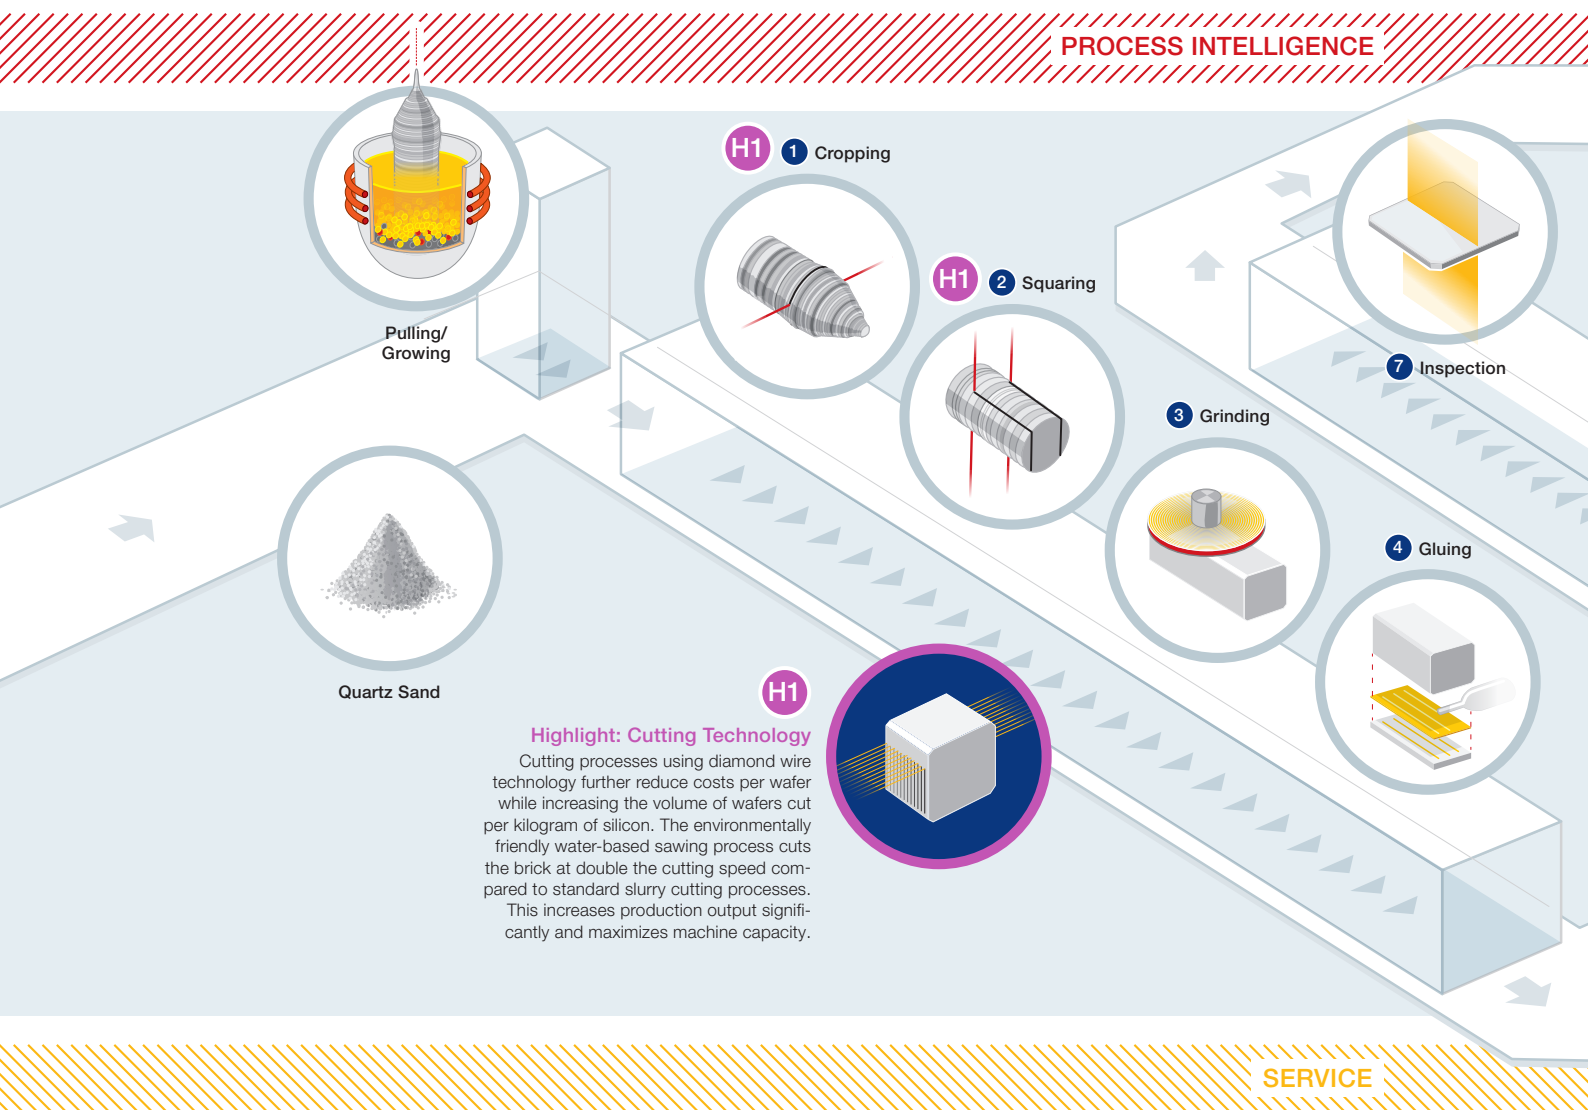 PROCESS INTELLIGENCE
H1 1 Cropping
H1 2 Squaring
Pulling/
Growing
7 Inspection
3 Grinding
4 Gluing
Quartz Sand
H1
Highlight: Cutting Technology
Cutting processes using diamond wire
technology further reduce costs per wafer
while increasing the volume of wafers cut
per kilogram of silicon. The environmentally
friendly water-based sawing process cuts
the brick at double the cutting speed com-
pared to standard slurry cutting processes.
This increases production output signifi-
cantly and maximizes machine capacity.
SERVICE